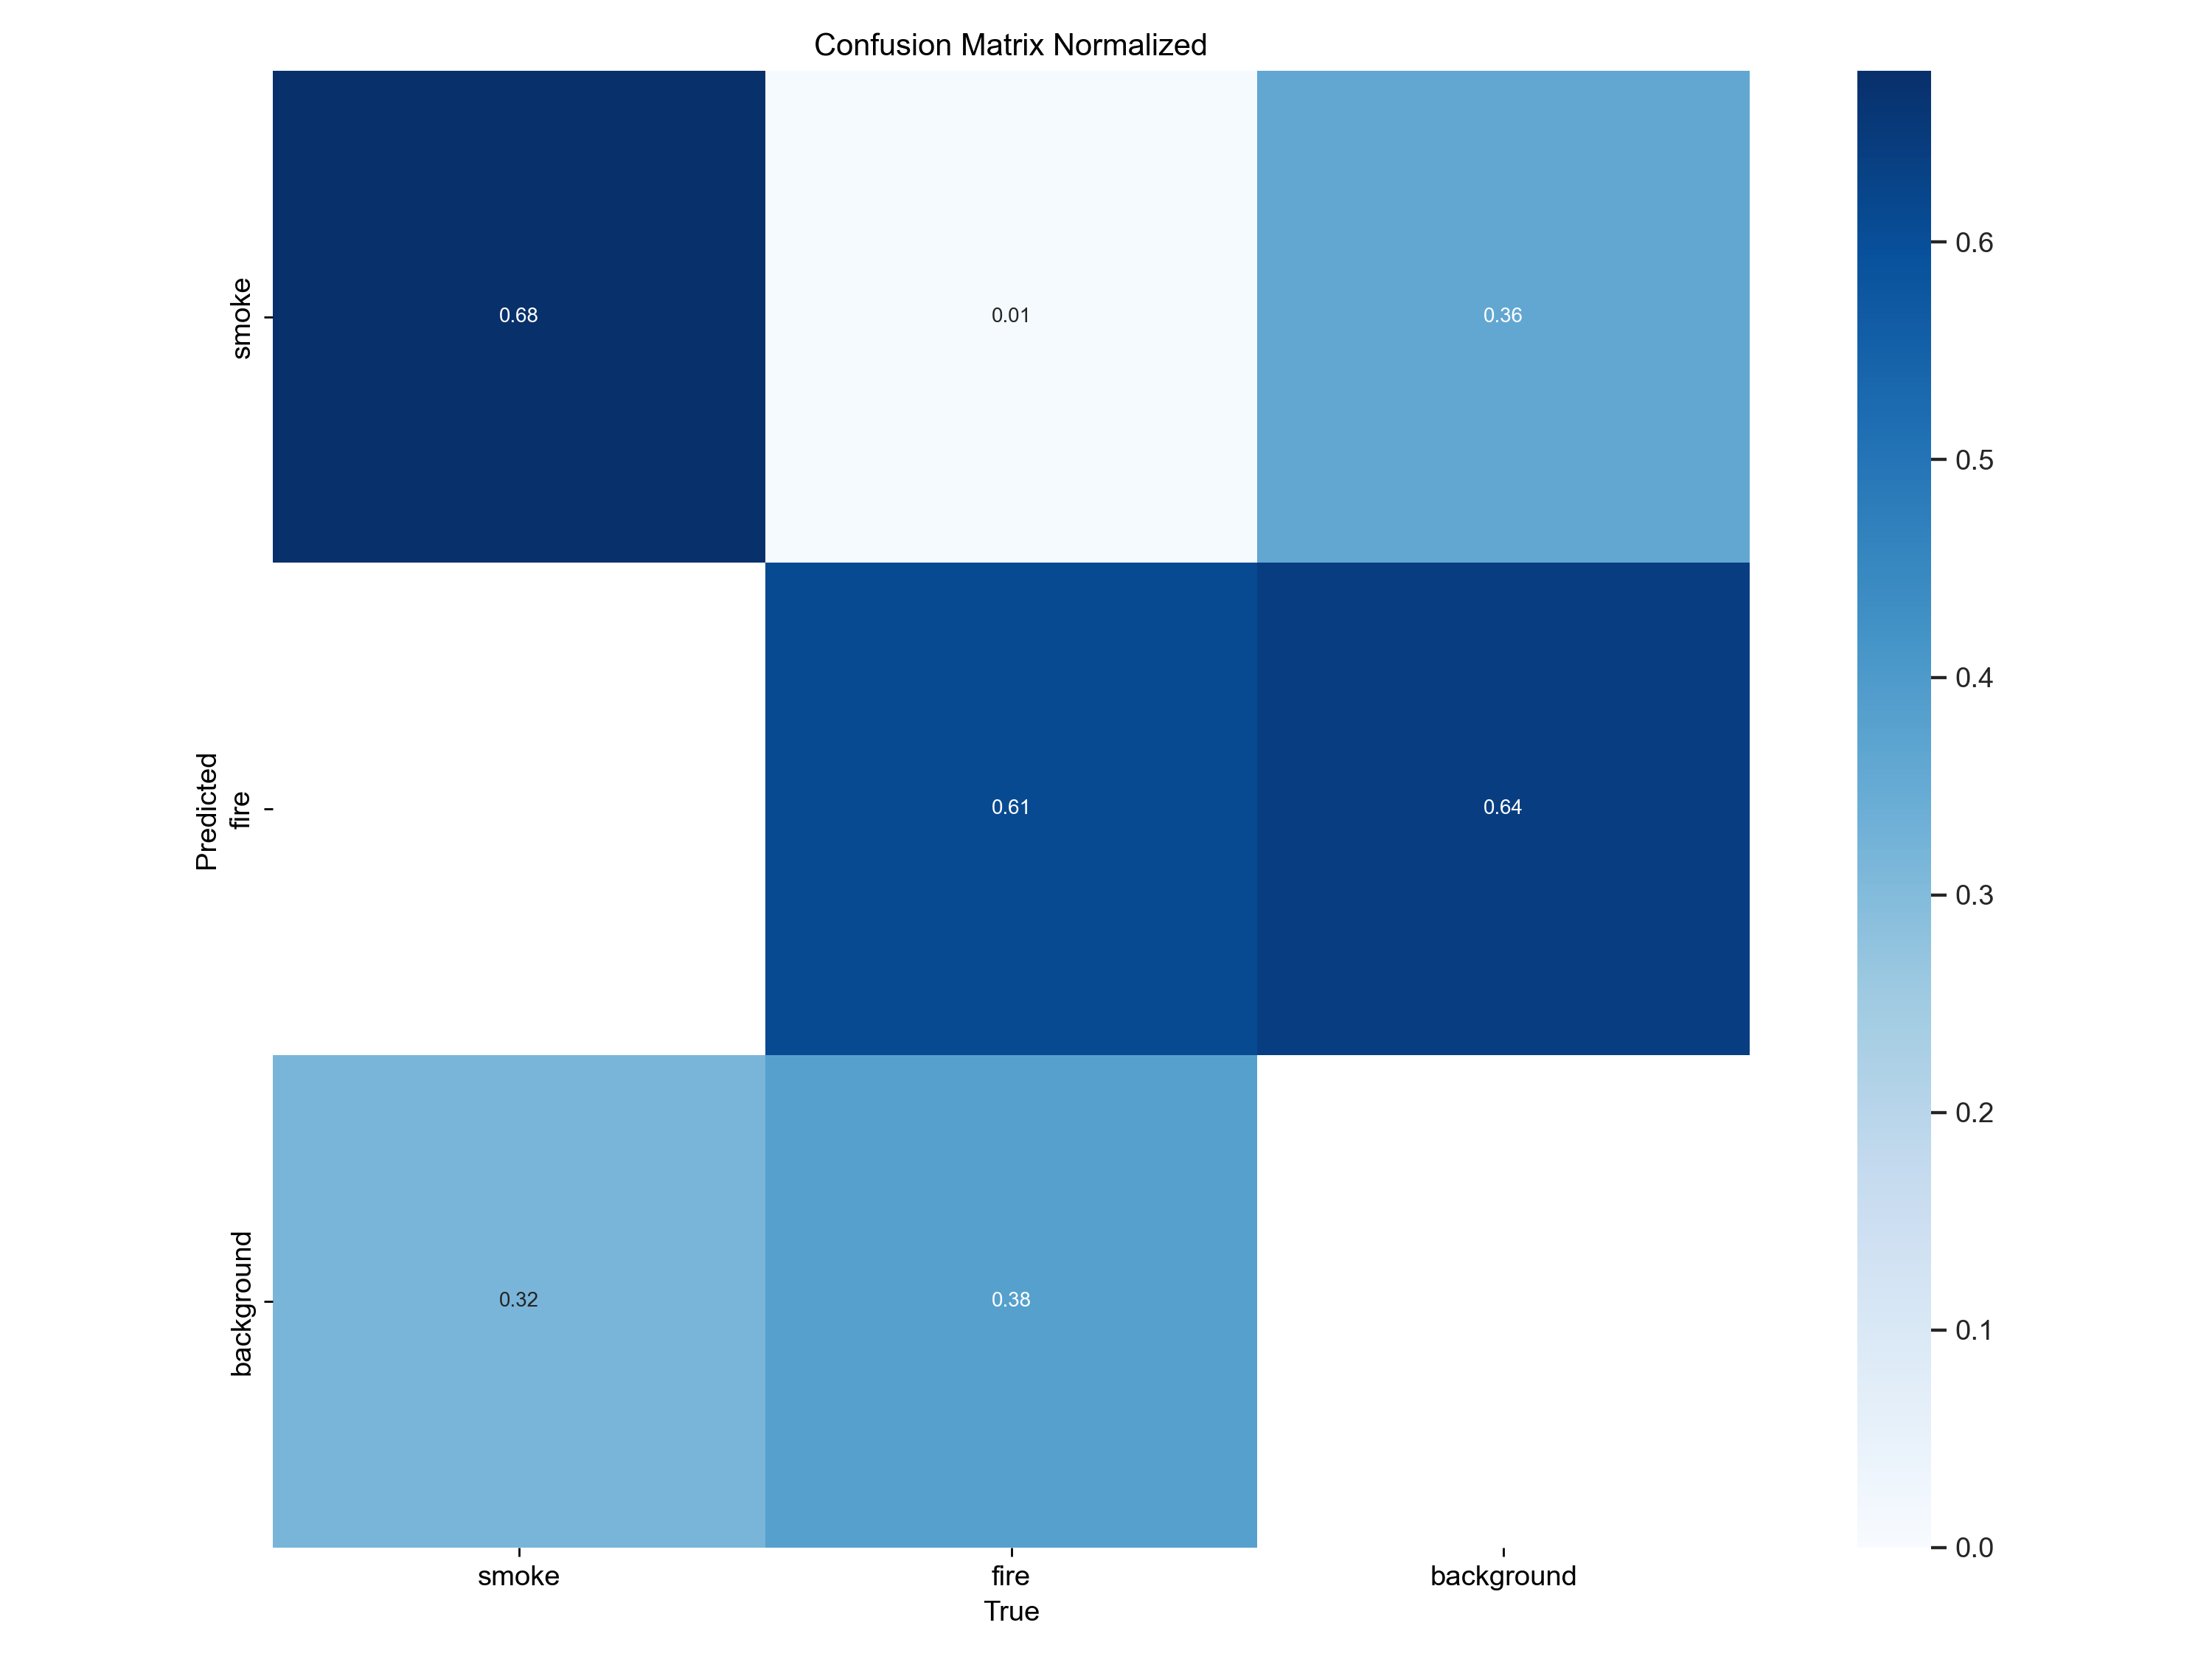 Confusion Matrix Normalized
smoke
0.68
0.01
0.36
Predicted
fire
0.61
0.64
background
0.32
0.38
smoke
fire
background
True
0.6
0.5
0.4
0.3
0.2
0.1
0.0